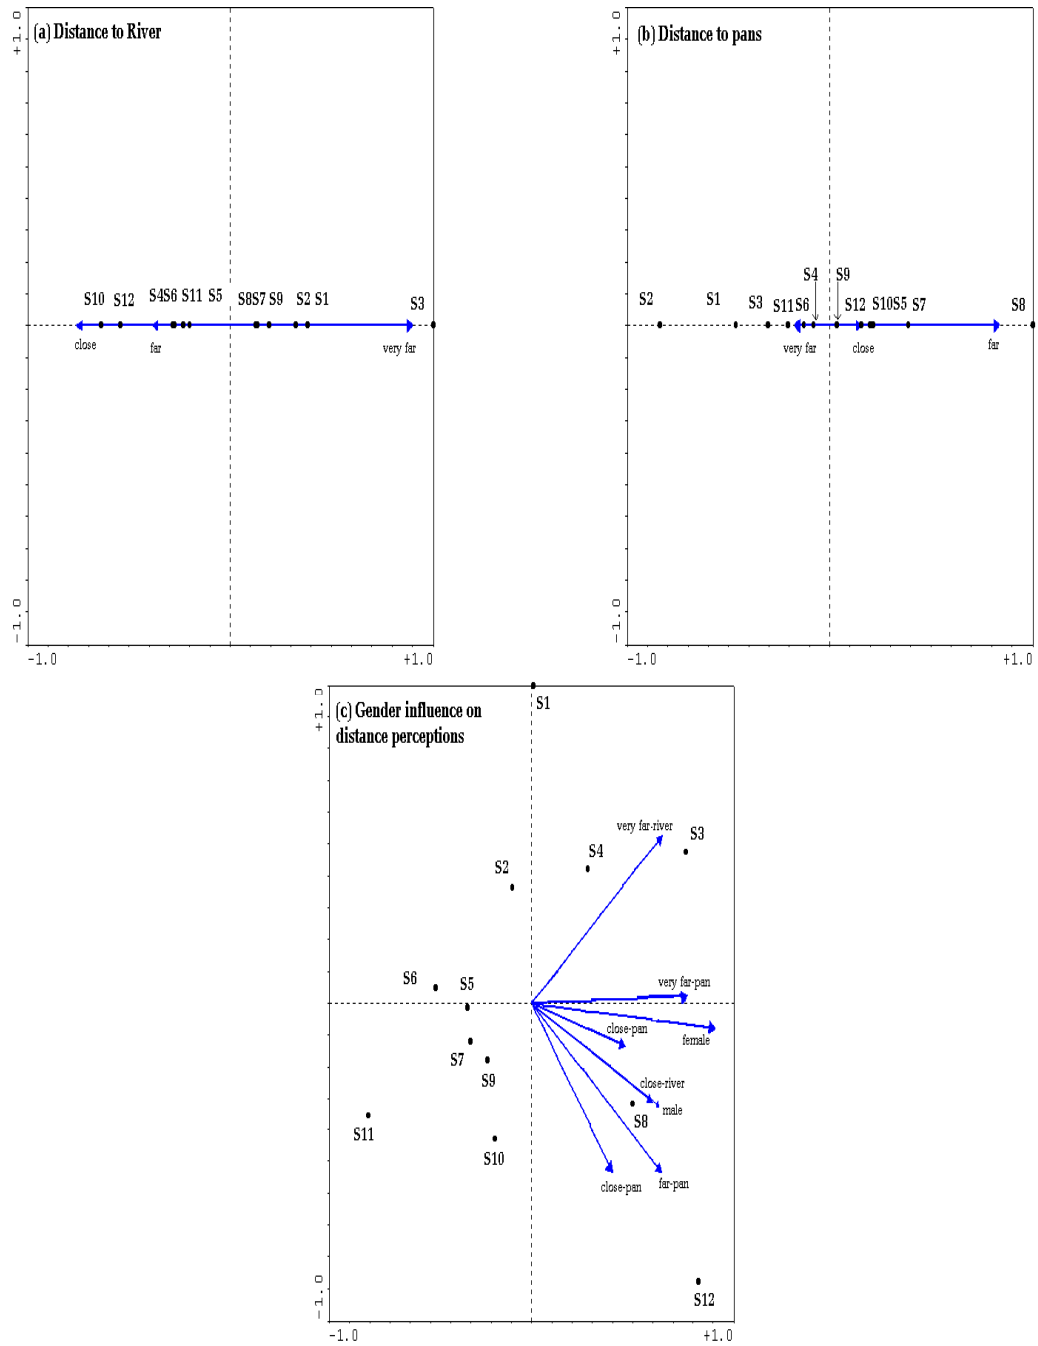 (a) Distance to River
+1.0
S10 S12 S4S6 S11 S5 S8S7 S9 S2 S1 S3
close far very far
-1.0
-1.0 +1.0
(b) Distance to pans
+1.0
S4 S9
S2 S1 S3 S11 S6 S12 S10S5 S7 S8
very far close far
-1.0
-1.0 +1.0
(c) Gender influence on
distance perceptions
+1.0
S1
very far-river S3
S4
S2
S6 S5 very far-pan
close-pan female
S7
S9 close-river
male
S8
S11
S10 close-pan far-pan
S12
-1.0
-1.0 +1.0